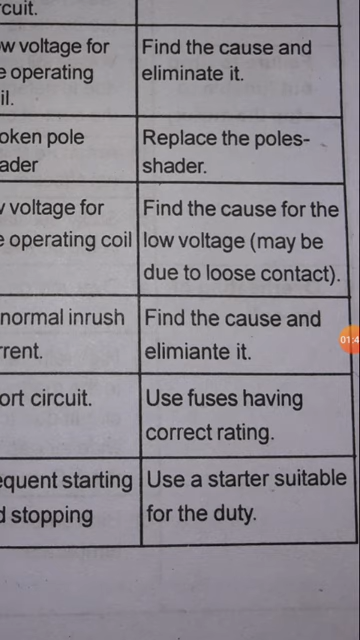 rcuit.
w voltage for Find the cause and
e operating eliminate it.
il.
oken pole Replace the poles-
ader shader.
voltage for Find the cause for the
e operating coil low voltage (may be
due to loose contact).
normal inrush Find the cause and
rrent. elimiante it.
ort circuit. Use fuses having
correct rating.
equent starting Use a starter suitable
d stopping for the duty.
01:4